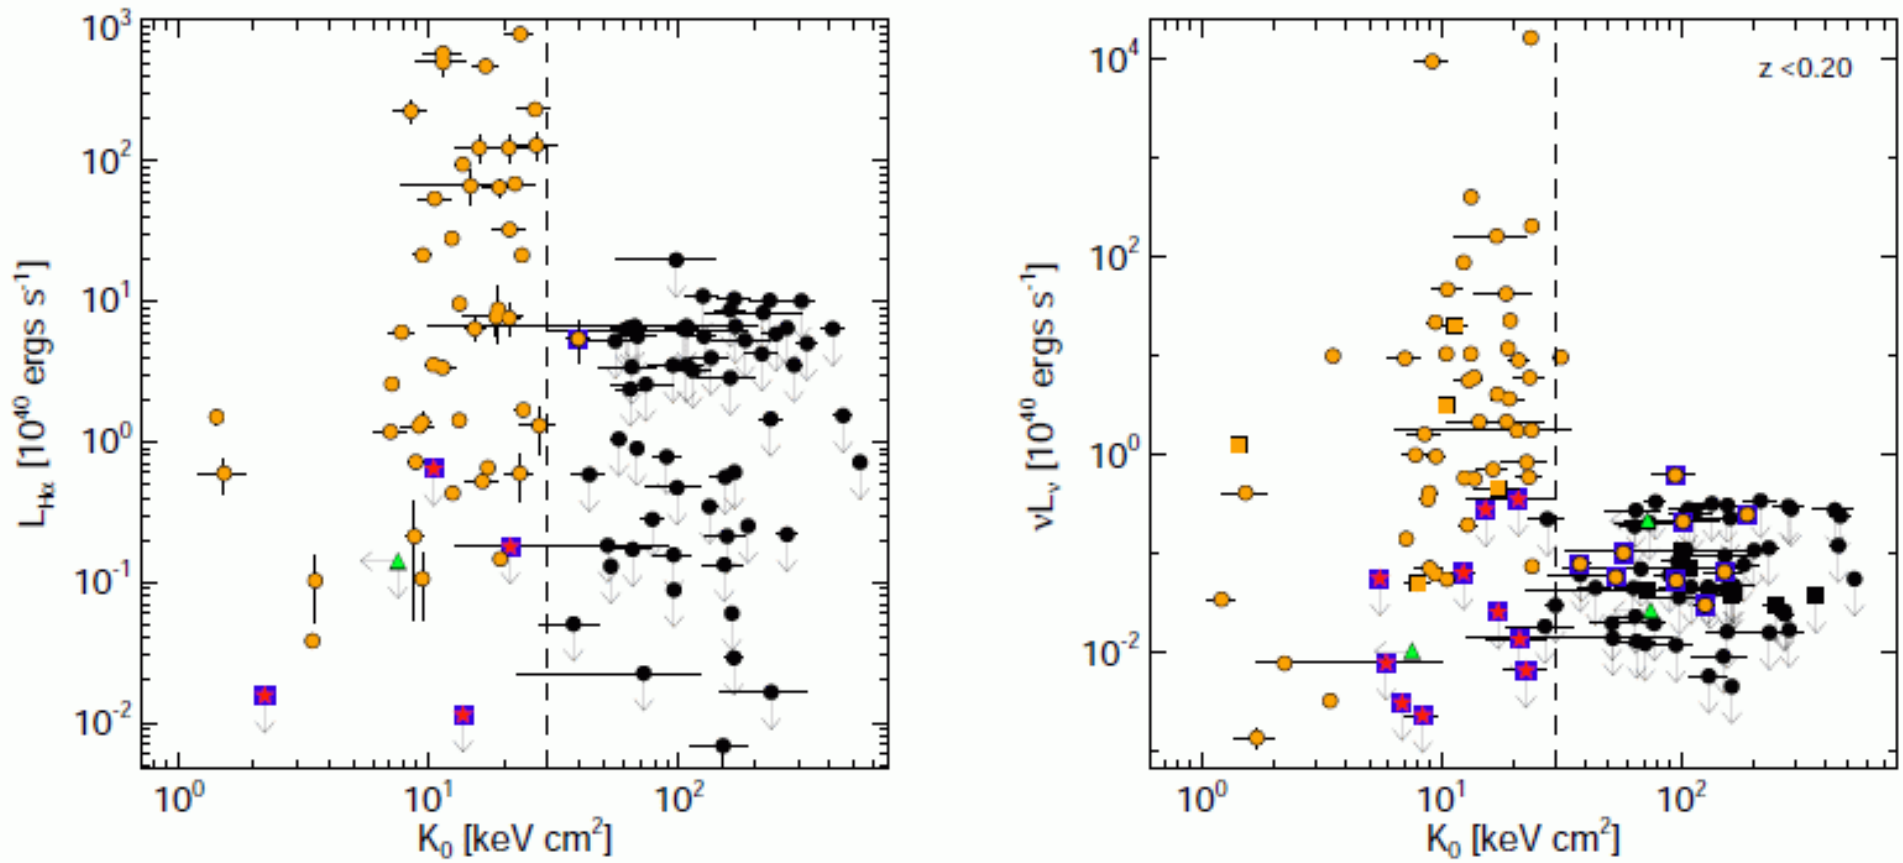 10³
10²
10¹
10⁰
10⁻¹
10⁻²
L_Hα [10⁴⁰ ergs s⁻¹]
10⁰ 10¹ 10²
K₀ [keV cm²]
z <0.20
10⁴
10²
10⁰
10⁻²
νL_ν [10⁴⁰ ergs s⁻¹]
10⁰ 10¹ 10²
K₀ [keV cm²]